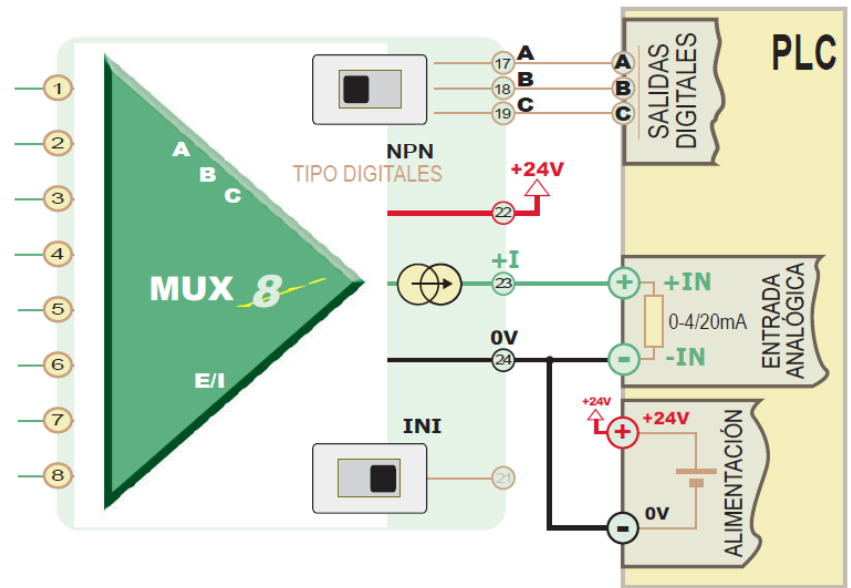 1
2
3
4
5
6
7
8
A
B
C
MUX 8
E/I
NPN
TIPO DIGITALES
17 A
18 B
19 C
+24V
22
+I
23
0V
24
INI
21
PLC
A
B
C
SALIDAS
DIGITALES
+
+IN
0-4/20mA
-
-IN
ENTRADA
ANALÓGICA
+24V
+
+24V
-
0V
ALIMENTACIÓN